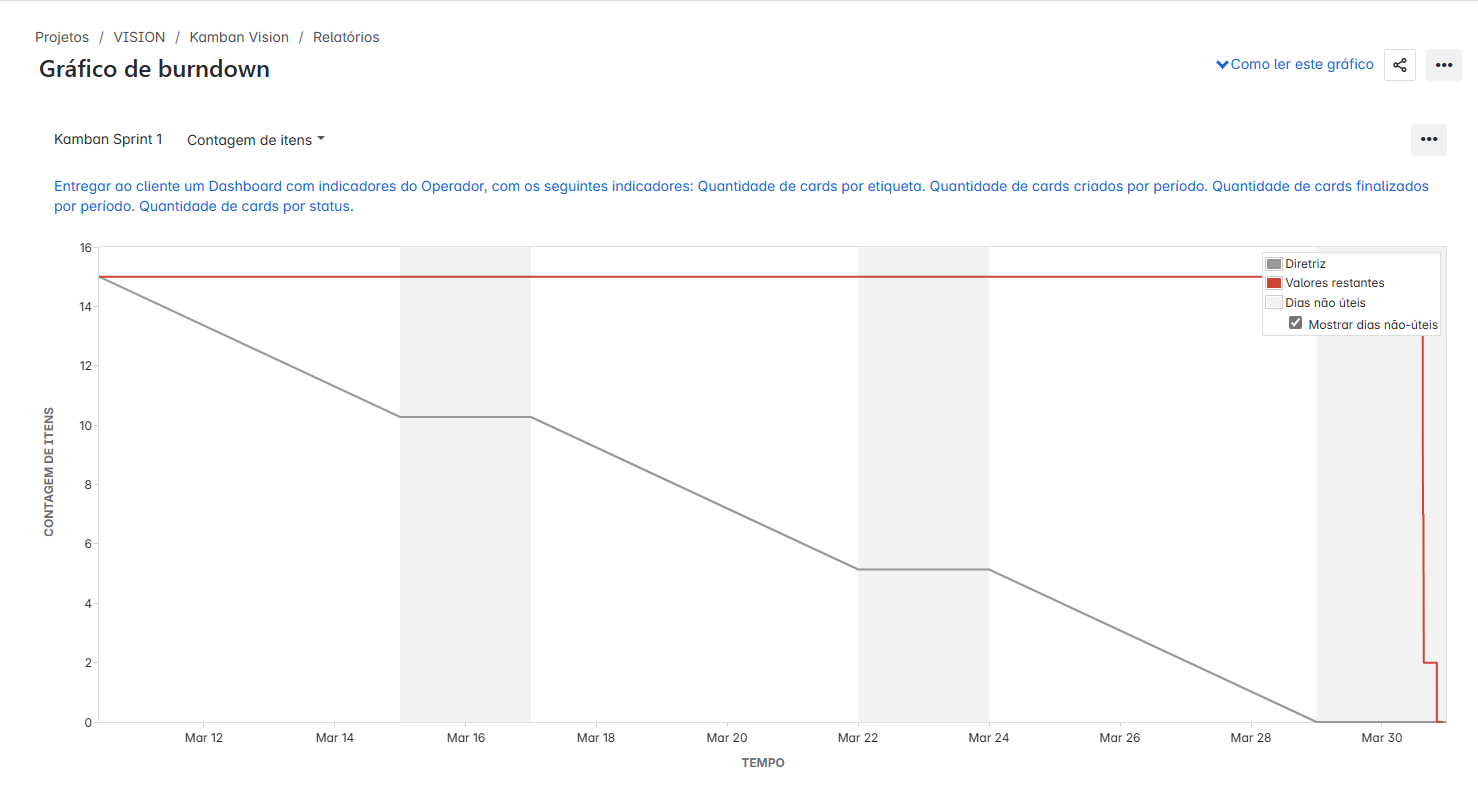 Projetos / VISION / Kamban Vision / Relatórios
Gráfico de burndown
Como ler este gráfico
Kamban Sprint 1 Contagem de itens
Entregar ao cliente um Dashboard com indicadores do Operador, com os seguintes indicadores: Quantidade de cards por etiqueta. Quantidade de cards criados por período. Quantidade de cards finalizados
por período. Quantidade de cards por status.
16
14
12
10
8
6
4
2
0
CONTAGEM DE ITENS
Diretriz
Valores restantes
Dias não úteis
Mostrar dias não-úteis
Mar 12 Mar 14 Mar 16 Mar 18 Mar 20 Mar 22 Mar 24 Mar 26 Mar 28 Mar 30
TEMPO